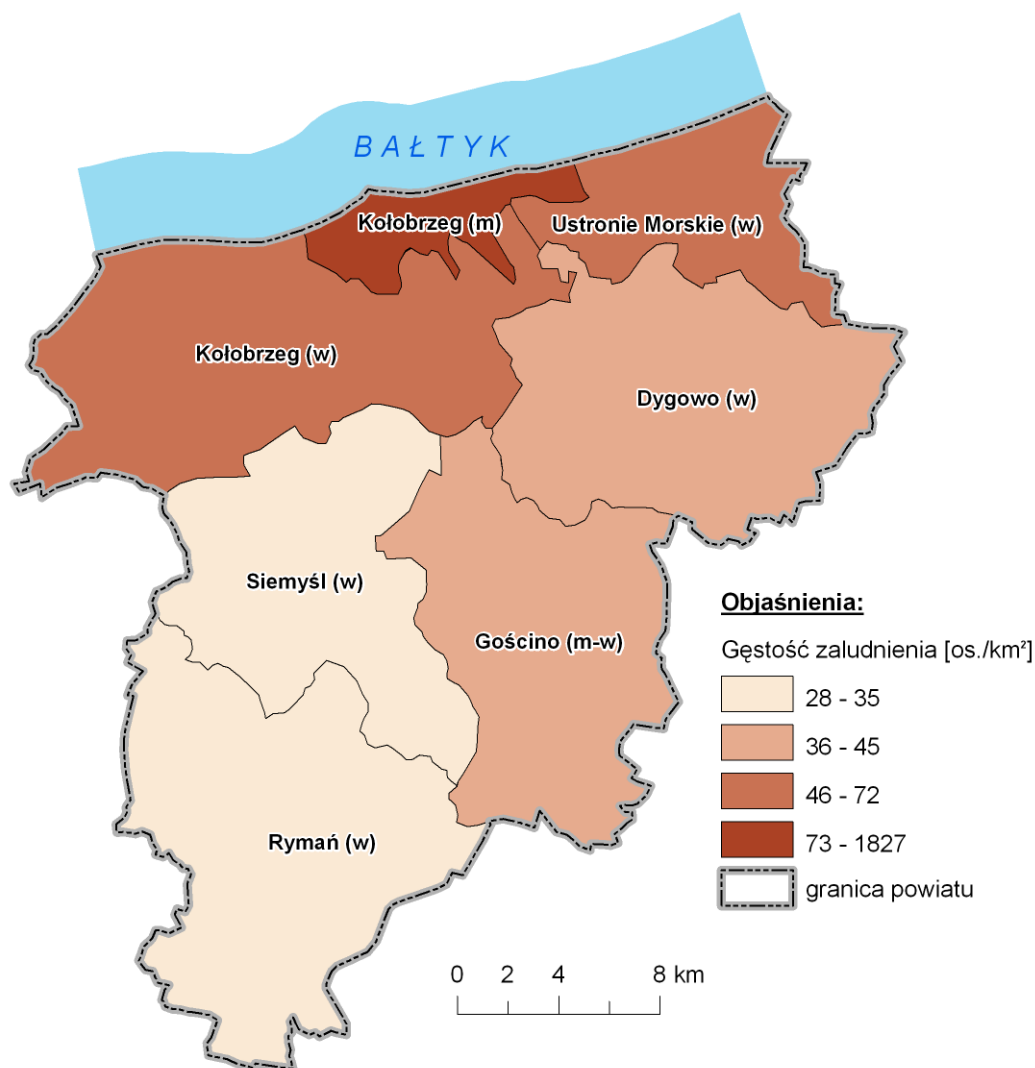 BAŁTYK
Kołobrzeg (m)
Ustronie Morskie (w)
Kołobrzeg (w)
Dygowo (w)
Siemyśl (w)
Gościno (m-w)
Rymań (w)
Objaśnienia:
Gęstość zaludnienia [os./km²]
28 - 35
36 - 45
46 - 72
73 - 1827
granica powiatu
0 2 4 8 km